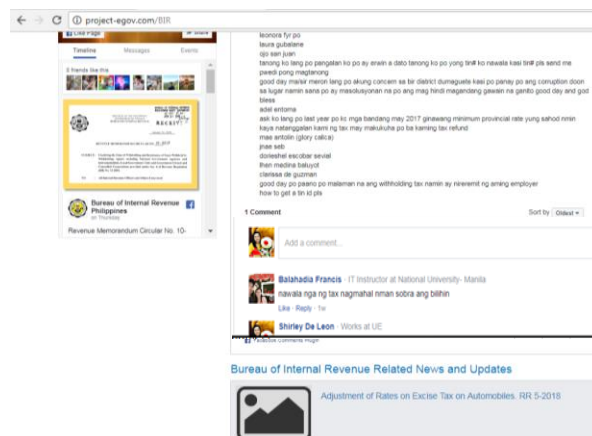 project-egov.com/BIR
Like Page
Share
Timeline
Messages
Events
5 friends like this
Bureau of Internal Revenue
Philippines
on Thursday
Revenue Memorandum Circular No. 10-
leonora fyr po
laura gubalane
ojo san juan
tanong ko lang po pangatan ko po ay erwin a dato tanong ko po yong tin# ko nawala kasi tin# pls send me
pwedi pong magtanong
good day ma/sir meron lang po akung concern sa bir district dumaguete kasi po panay po ang corruption doon
sa lugar namin sana po ay masulosyunan na po ang mag hindi magandang gawain na ganito good day and god
bless
adel entoma
ask ko lang po last year po kc mga bandang may 2017 ginawang minimum provincial rate yung sahod nmin
kaya natenggatan kami ng tax may makukuha po ba kaming tax refund
mae antolin (glory calica)
jnae seb
dorieshel escobar sevial
lhen medina baluyot
clarissa de guzman
good day po paano po malaman na ang withholding tax namin ay nireremit ng aming employer
how to get a tin id pls
1 Comment
Sort by Oldest
Add a comment...
Balahadia Francis · IT Instructor at National University- Manila
nawala nga ng tax nagmahal nman sobra ang bilihin
Like · Reply · 1w
Shirley De Leon · Works at UE
Facebook Comments Plugin
Bureau of Internal Revenue Related News and Updates
Adjustment of Rates on Excise Tax on Automobiles. RR 5-2018